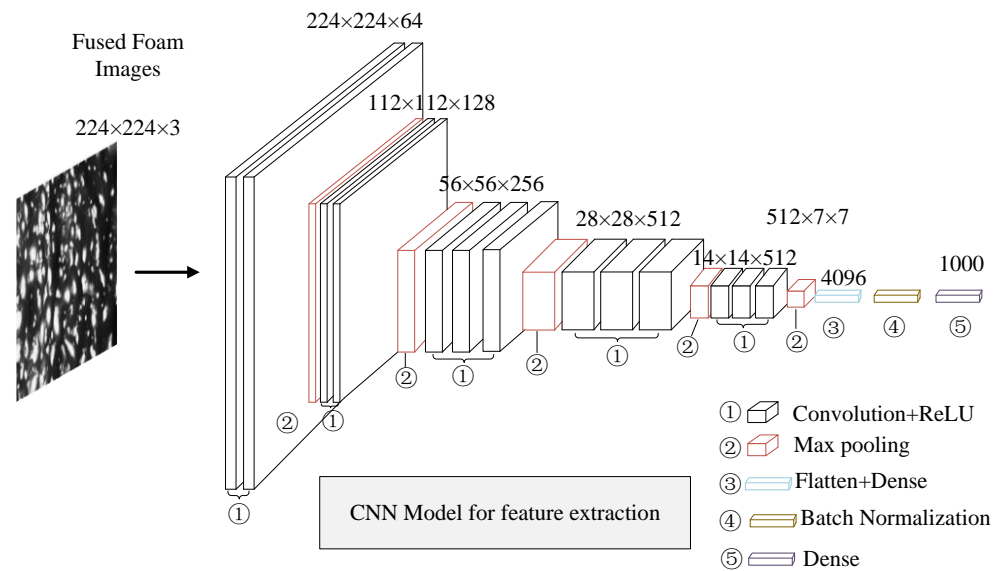 Fused Foam
Images
224×224×3
224×224×64
112×112×128
56×56×256
28×28×512
14×14×512
512×7×7
4096
1000
①
②
①
②
①
②
①
②
①
②
③
④
⑤
CNN Model for feature extraction
① Convolution+ReLU
② Max pooling
③ Flatten+Dense
④ Batch Normalization
⑤ Dense